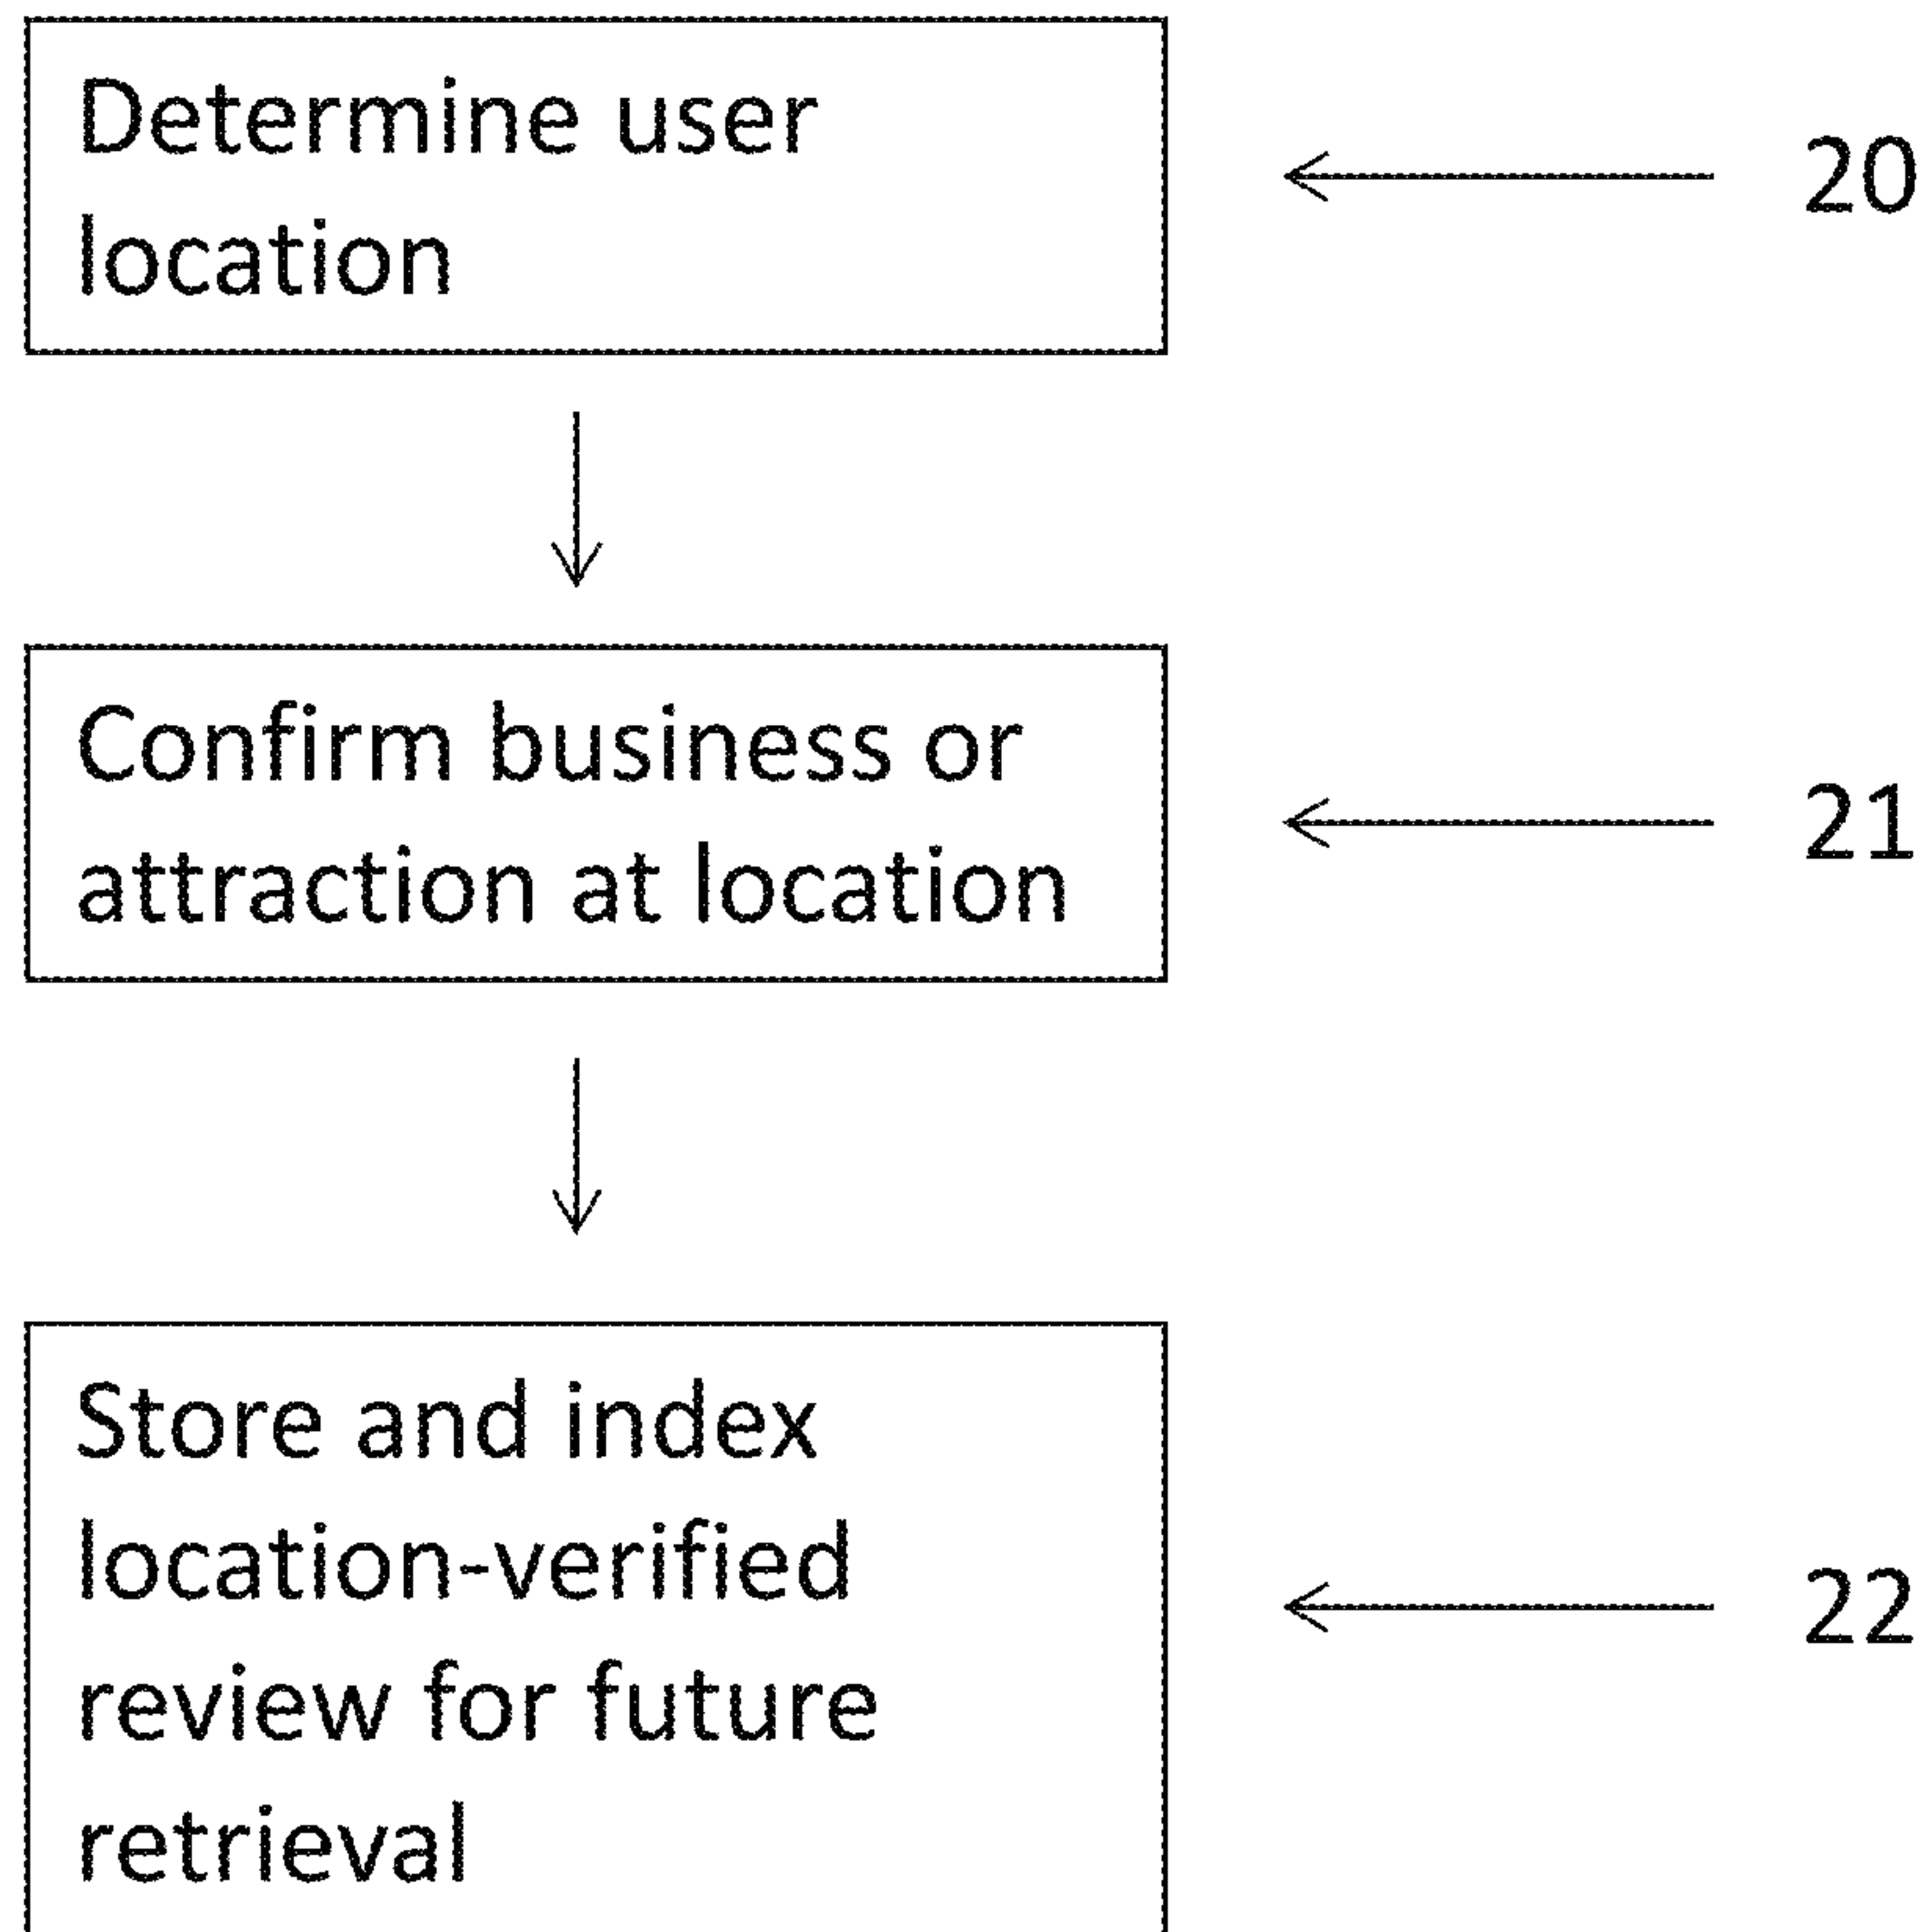 Determine user
location
20
Confirm business or
attraction at location
21
Store and index
location-verified
review for future
retrieval
22